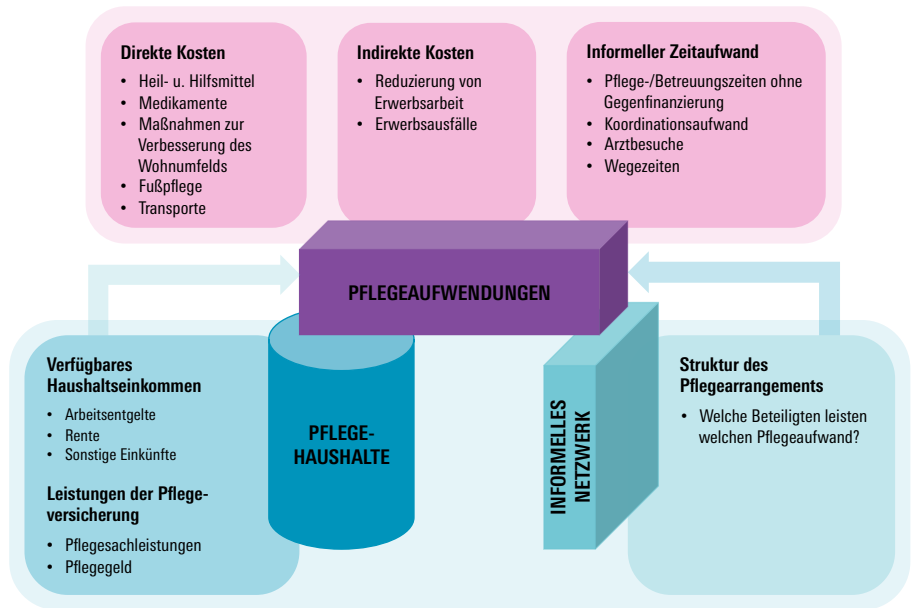 Direkte Kosten
• Heil- u. Hilfsmittel
• Medikamente
• Maßnahmen zur
Verbesserung des
Wohnumfelds
• Fußpflege
• Transporte
Indirekte Kosten
• Reduzierung von
Erwerbsarbeit
• Erwerbsausfälle
Informeller Zeitaufwand
• Pflege-/Betreuungszeiten ohne
Gegenfinanzierung
• Koordinationsaufwand
• Arztbesuche
• Wegezeiten
PFLEGEAUFWENDUNGEN
Verfügbares
Haushaltseinkommen
• Arbeitsentgelte
• Rente
• Sonstige Einkünfte
Leistungen der Pflege-
versicherung
• Pflegesachleistungen
• Pflegegeld
PFLEGE-
HAUSHALTE
INFORMELLES
NETZWERK
Struktur des
Pflegearrangements
• Welche Beteiligten leisten
welchen Pflegeaufwand?